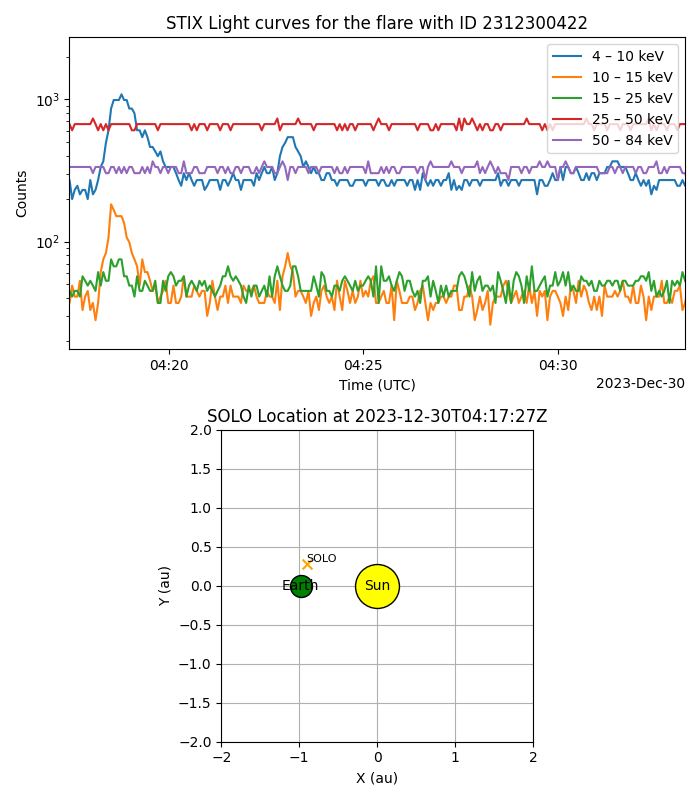 STIX Light curves for the flare with ID 2312300422
4 – 10 keV
10 – 15 keV
15 – 25 keV
25 – 50 keV
50 – 84 keV
10³
10²
Counts
04:20
04:25
04:30
Time (UTC)
2023-Dec-30
SOLO Location at 2023-12-30T04:17:27Z
2.0
1.5
1.0
0.5
0.0
−0.5
−1.0
−1.5
−2.0
Y (au)
SOLO
Earth
Sun
−2
−1
0
1
2
X (au)